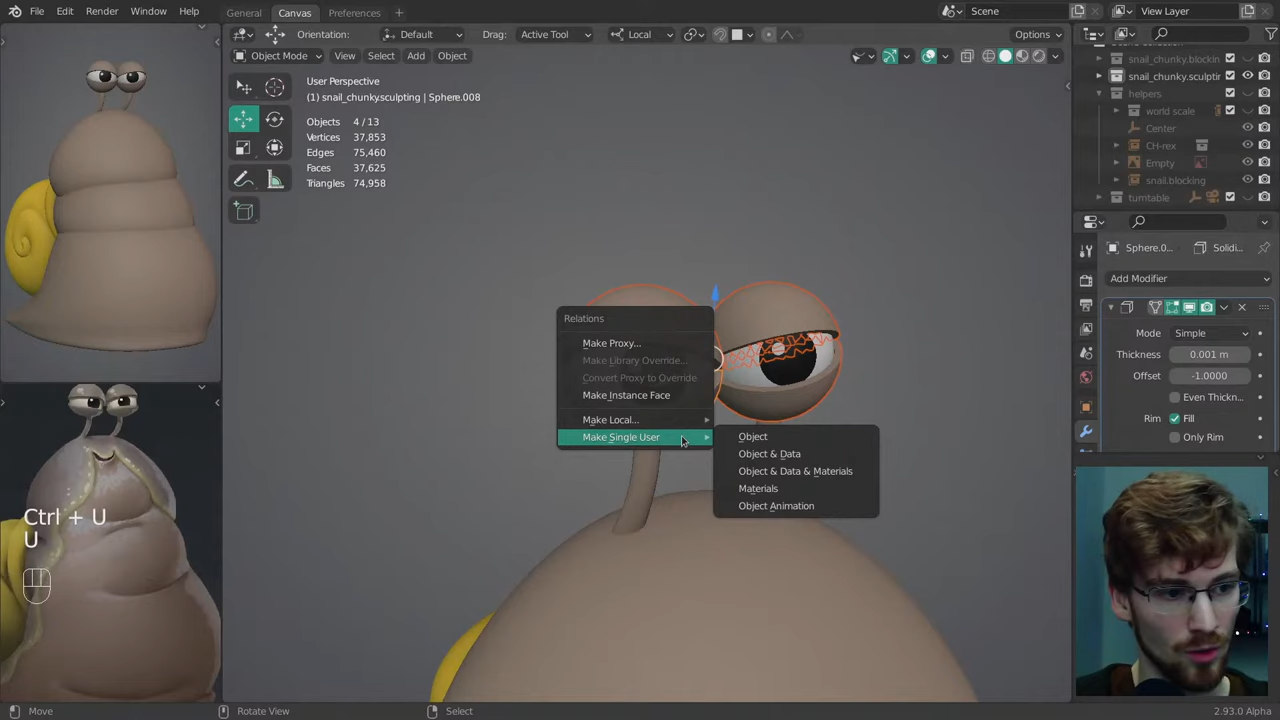 File Edit Render Window Help
General Canvas Preferences +
Scene
View Layer
Orientation: Default Drag: Active Tool Local Options
Object Mode View Select Add Object
User Perspective
(1) snail_chunky.sculpting | Sphere.008
Objects 4 / 13
Vertices 37,853
Edges 75,460
Faces 37,625
Triangles 74,958
snail_chunky.blockin
snail_chunky.sculptir
helpers
world scale
Center
CH-rex
Empty
snail.blocking
turntable
Sphere.0... Solidi...
Add Modifier
Mode Simple
Thickness 0.001 m
Offset -1.0000
Even Thickn...
Rim Fill
Only Rim
Relations
Make Proxy...
Make Library Override...
Convert Proxy to Override
Make Instance Face
Make Local...
Make Single User
Object
Object & Data
Object & Data & Materials
Materials
Object Animation
Ctrl + U
U
Move Rotate View Select 2.93.0 Alpha